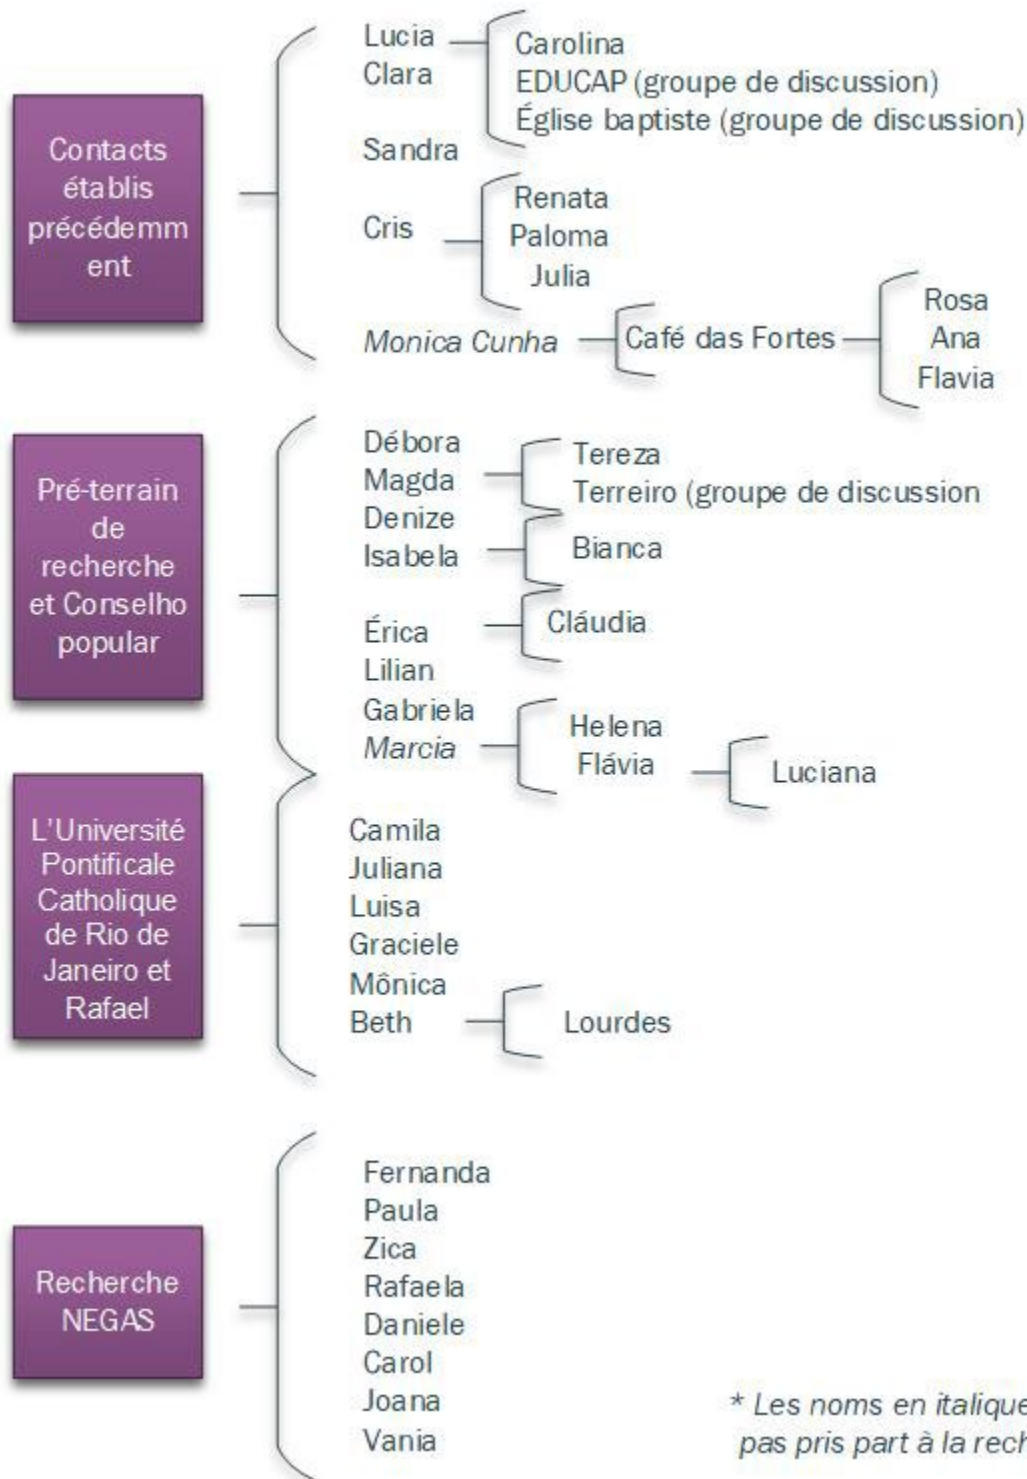 Contacts
établis
précédemm
ent
Lucia
Clara
Sandra
Cris
Monica Cunha
Carolina
EDUCAP (groupe de discussion)
Église baptiste (groupe de discussion)
Renata
Paloma
Julia
Café das Fortes
Rosa
Ana
Flavia
Pré-terrain
de
recherche
et Conselho
popular
Débora
Magda
Denize
Isabela
Érica
Lilian
Gabriela
Marcia
Tereza
Terreiro (groupe de discussion
Bianca
Cláudia
Helena
Flávia
Luciana
L'Université
Pontificale
Catholique
de Rio de
Janeiro et
Rafael
Camila
Juliana
Luisa
Graciele
Mônica
Beth
Lourdes
Recherche
NEGAS
Fernanda
Paula
Zica
Rafaela
Daniele
Carol
Joana
Vania
* Les noms en italique
pas pris part à la